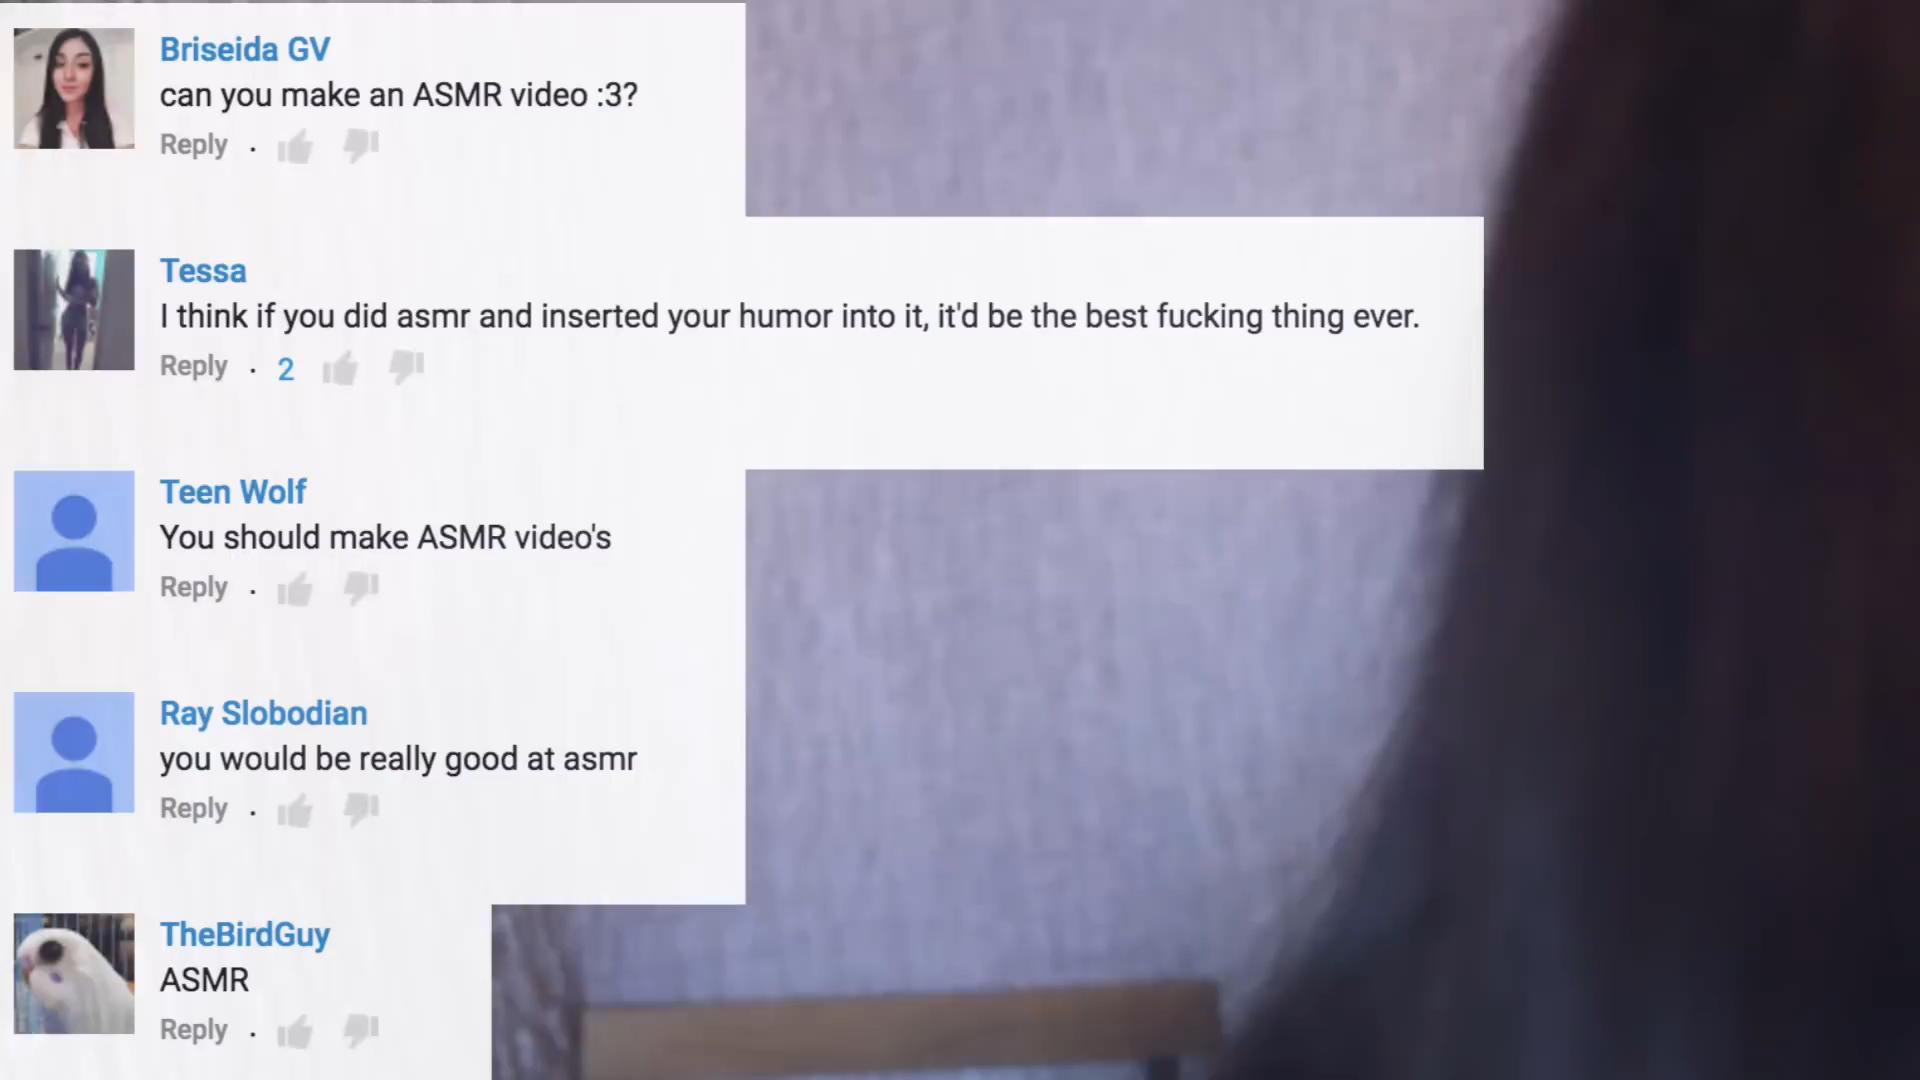 Briseida GV
can you make an ASMR video :3?
Reply .
Tessa
I think if you did asmr and inserted your humor into it, it'd be the best fucking thing ever.
Reply . 2
Teen Wolf
You should make ASMR video's
Reply .
Ray Slobodian
you would be really good at asmr
Reply .
TheBirdGuy
ASMR
Reply .